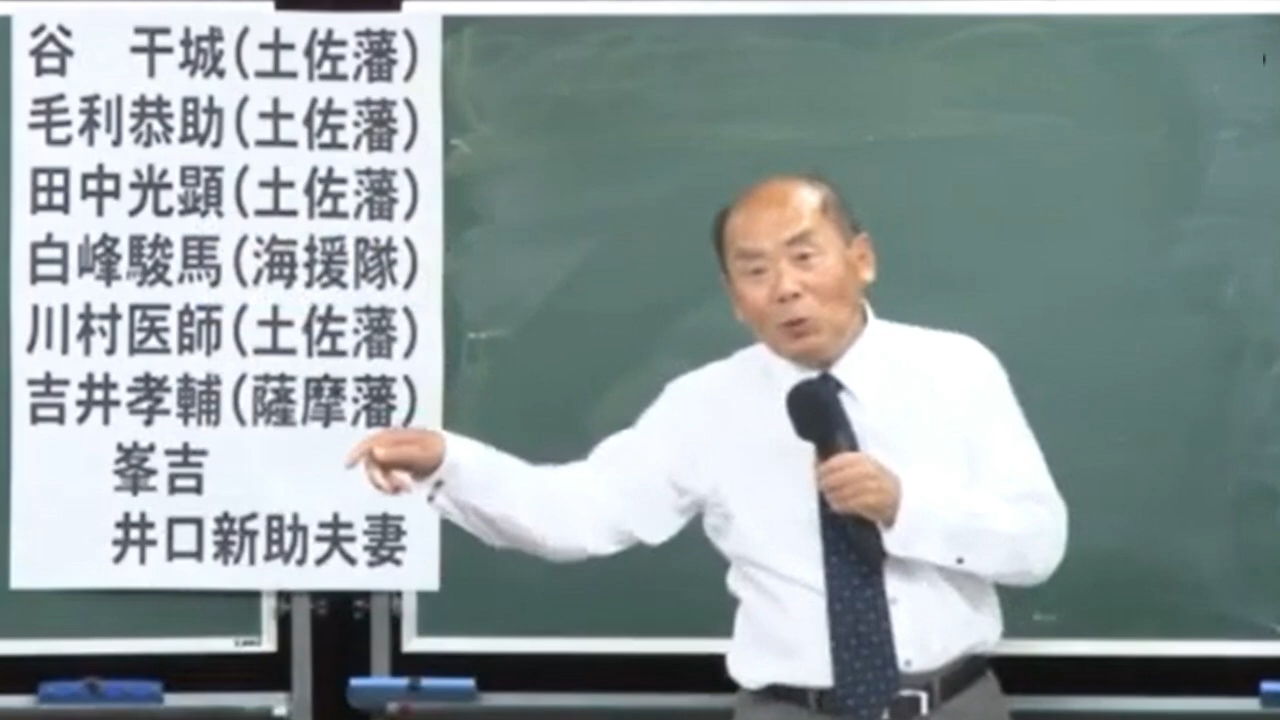 谷　干城(土佐藩)
毛利恭助(土佐藩)
田中光顕(土佐藩)
白峰駿馬(海援隊)
川村医師(土佐藩)
吉井孝輔(薩摩藩)
峯吉
井口新助夫妻